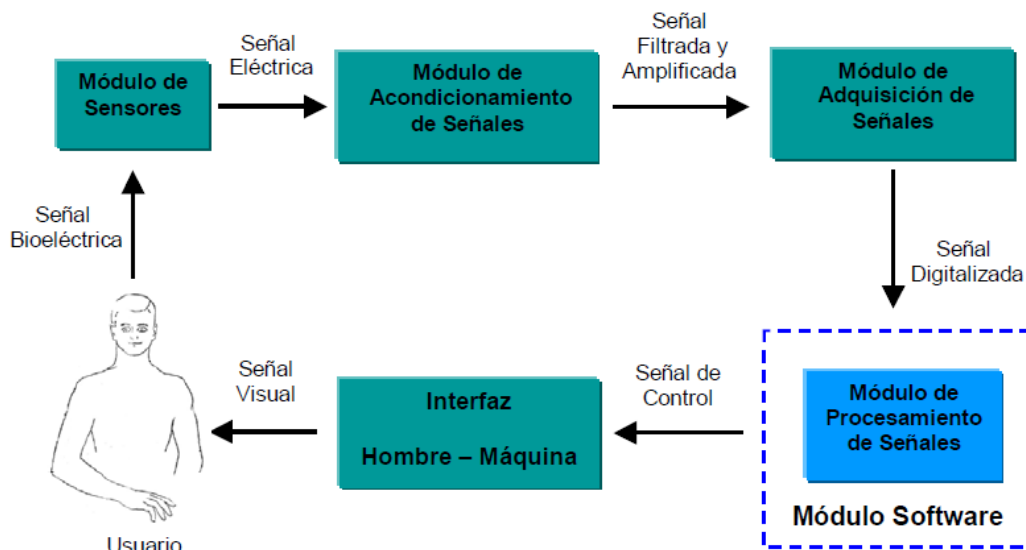 Módulo de
Sensores
Señal
Eléctrica
Módulo de
Acondicionamiento
de Señales
Señal
Filtrada y
Amplificada
Módulo de
Adquisición de
Señales
Señal
Bioeléctrica
Señal
Digitalizada
Usuario
Señal
Visual
Interfaz
Hombre – Máquina
Señal de
Control
Módulo de
Procesamiento
de Señales
Módulo Software